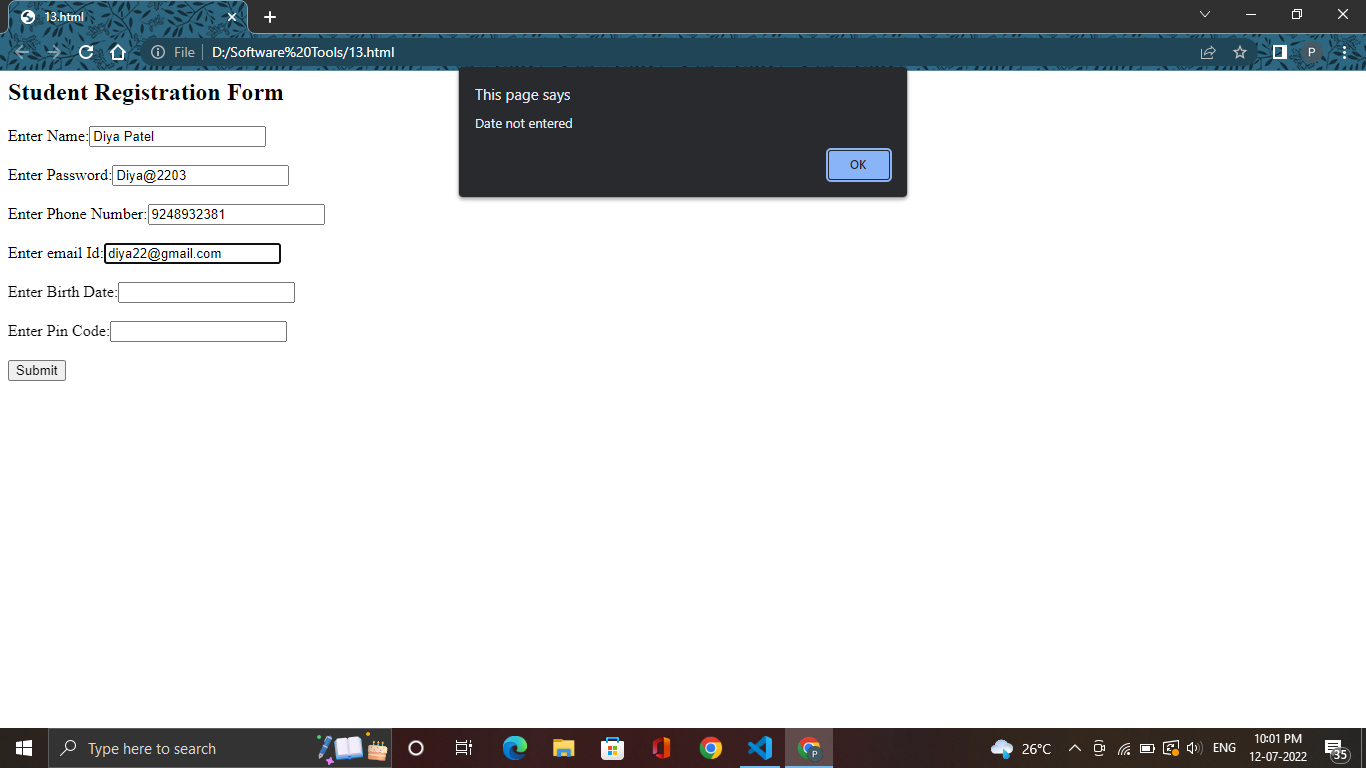 13.html
File
D:/Software%20Tools/13.html
P
Student Registration Form
This page says
Date not entered
OK
Enter Name:Diya Patel
Enter Password:Diya@2203
Enter Phone Number:9248932381
Enter email Id:diya22@gmail.com
Enter Birth Date:
Enter Pin Code:
Submit
Type here to search
P
26°C
ENG
10:01 PM
12-07-2022
35